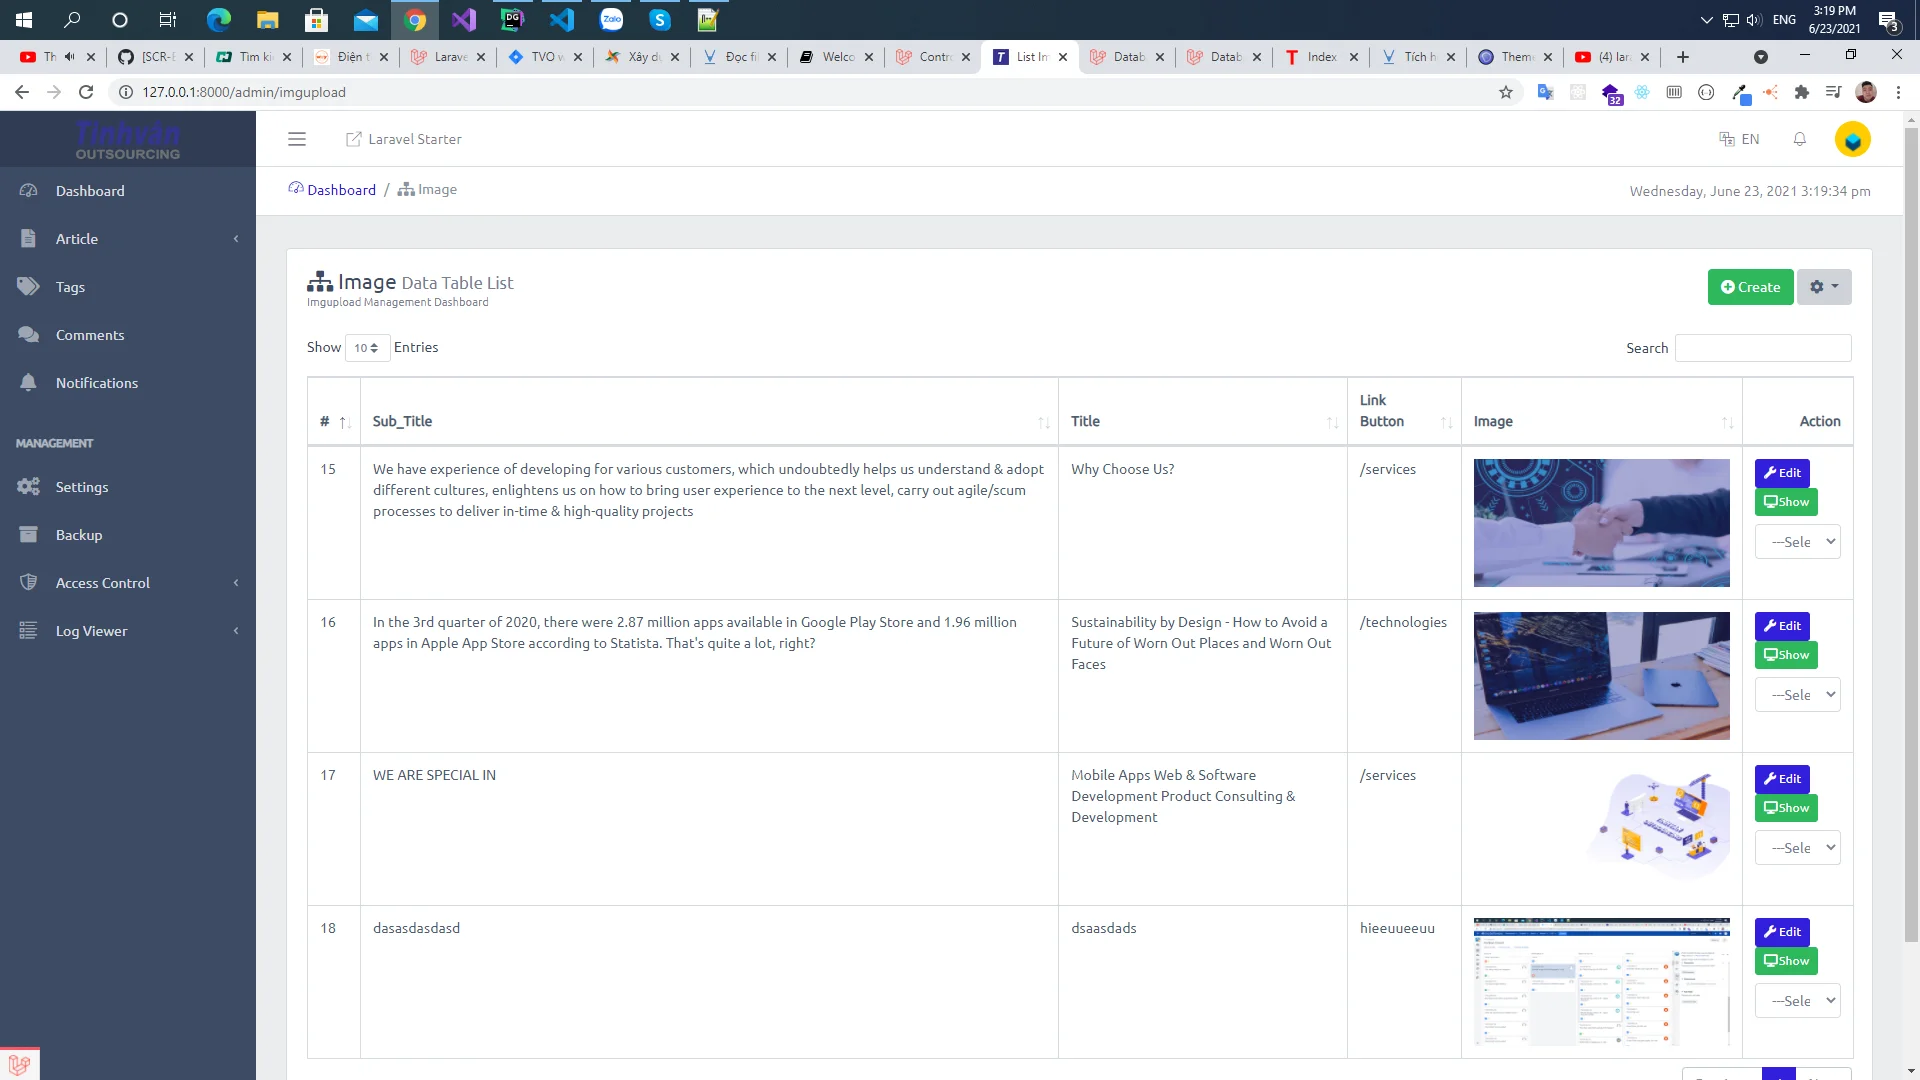 3:19 PM
ENG
6/23/2021
3
Th
[SCR-E
Tìm ki
Điện t
Larave
TVO w
Xây dụ
Đọc fi
Welco
Contro
List Im
Datab
Datab
Index
Tích h
Theme
(4) lar
127.0.0.1:8000/admin/imgupload
32
Tinhvân
OUTSOURCING
Laravel Starter
EN
Dashboard
Article
Tags
Comments
Notifications
MANAGEMENT
Settings
Backup
Access Control
Log Viewer
Dashboard / Image
Wednesday, June 23, 2021 3:19:34 pm
Image Data Table List
Imgupload Management Dashboard
Create
Show 10 Entries
Search
# Sub_Title Title Link Button Image Action
15
We have experience of developing for various customers, which undoubtedly helps us understand & adopt
different cultures, enlightens us on how to bring user experience to the next level, carry out agile/scum
processes to deliver in-time & high-quality projects
Why Choose Us?
/services
Edit
Show
---Sele
16
In the 3rd quarter of 2020, there were 2.87 million apps available in Google Play Store and 1.96 million
apps in Apple App Store according to Statista. That's quite a lot, right?
Sustainability by Design - How to Avoid a
Future of Worn Out Places and Worn Out
Faces
/technologies
Edit
Show
---Sele
17
WE ARE SPECIAL IN
Mobile Apps Web & Software
Development Product Consulting &
Development
/services
Edit
Show
---Sele
18
dasasdasdasd
dsaasdads
hieeuueeuu
Edit
Show
---Sele